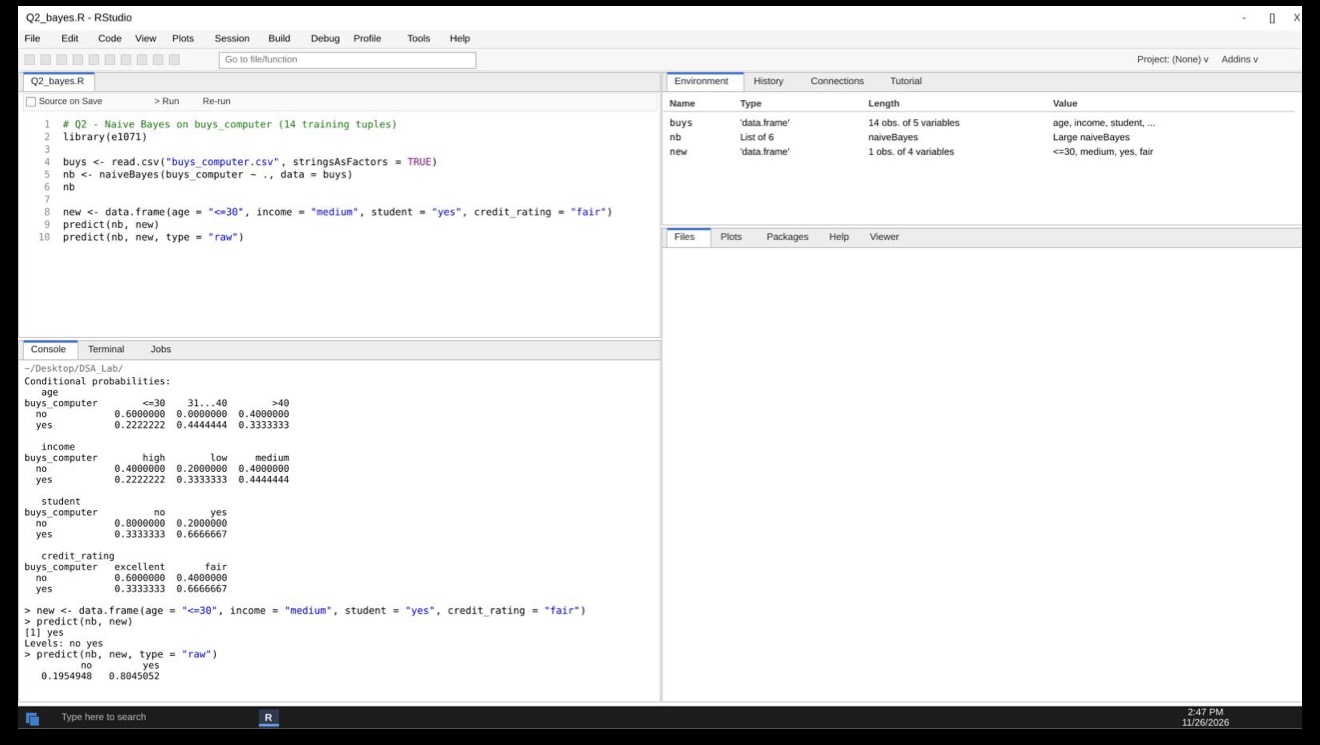 Q2_bayes.R - RStudio - [] X
File Edit Code View Plots Session Build Debug Profile Tools Help
Go to file/function Project: (None) v Addins v
Q2_bayes.R
Source on Save > Run Re-run
1 # Q2 - Naive Bayes on buys_computer (14 training tuples)
2 library(e1071)
3
4 buys <- read.csv("buys_computer.csv", stringsAsFactors = TRUE)
5 nb <- naiveBayes(buys_computer ~ ., data = buys)
6 nb
7
8 new <- data.frame(age = "<=30", income = "medium", student = "yes", credit_rating = "fair")
9 predict(nb, new)
10 predict(nb, new, type = "raw")
Console Terminal Jobs
~/Desktop/DSA_Lab/
Conditional probabilities:
age
buys_computer <=30 31...40 >40
no 0.6000000 0.0000000 0.4000000
yes 0.2222222 0.4444444 0.3333333
income
buys_computer high low medium
no 0.4000000 0.2000000 0.4000000
yes 0.2222222 0.3333333 0.4444444
student
buys_computer no yes
no 0.8000000 0.2000000
yes 0.3333333 0.6666667
credit_rating
buys_computer excellent fair
no 0.6000000 0.4000000
yes 0.3333333 0.6666667
> new <- data.frame(age = "<=30", income = "medium", student = "yes", credit_rating = "fair")
> predict(nb, new)
[1] yes
Levels: no yes
> predict(nb, new, type = "raw")
no yes
0.1954948 0.8045052
Environment History Connections Tutorial
Name Type Length Value
buys 'data.frame' 14 obs. of 5 variables age, income, student, ...
nb List of 6 naiveBayes Large naiveBayes
new 'data.frame' 1 obs. of 4 variables <=30, medium, yes, fair
Files Plots Packages Help Viewer
Type here to search R 2:47 PM
11/26/2026